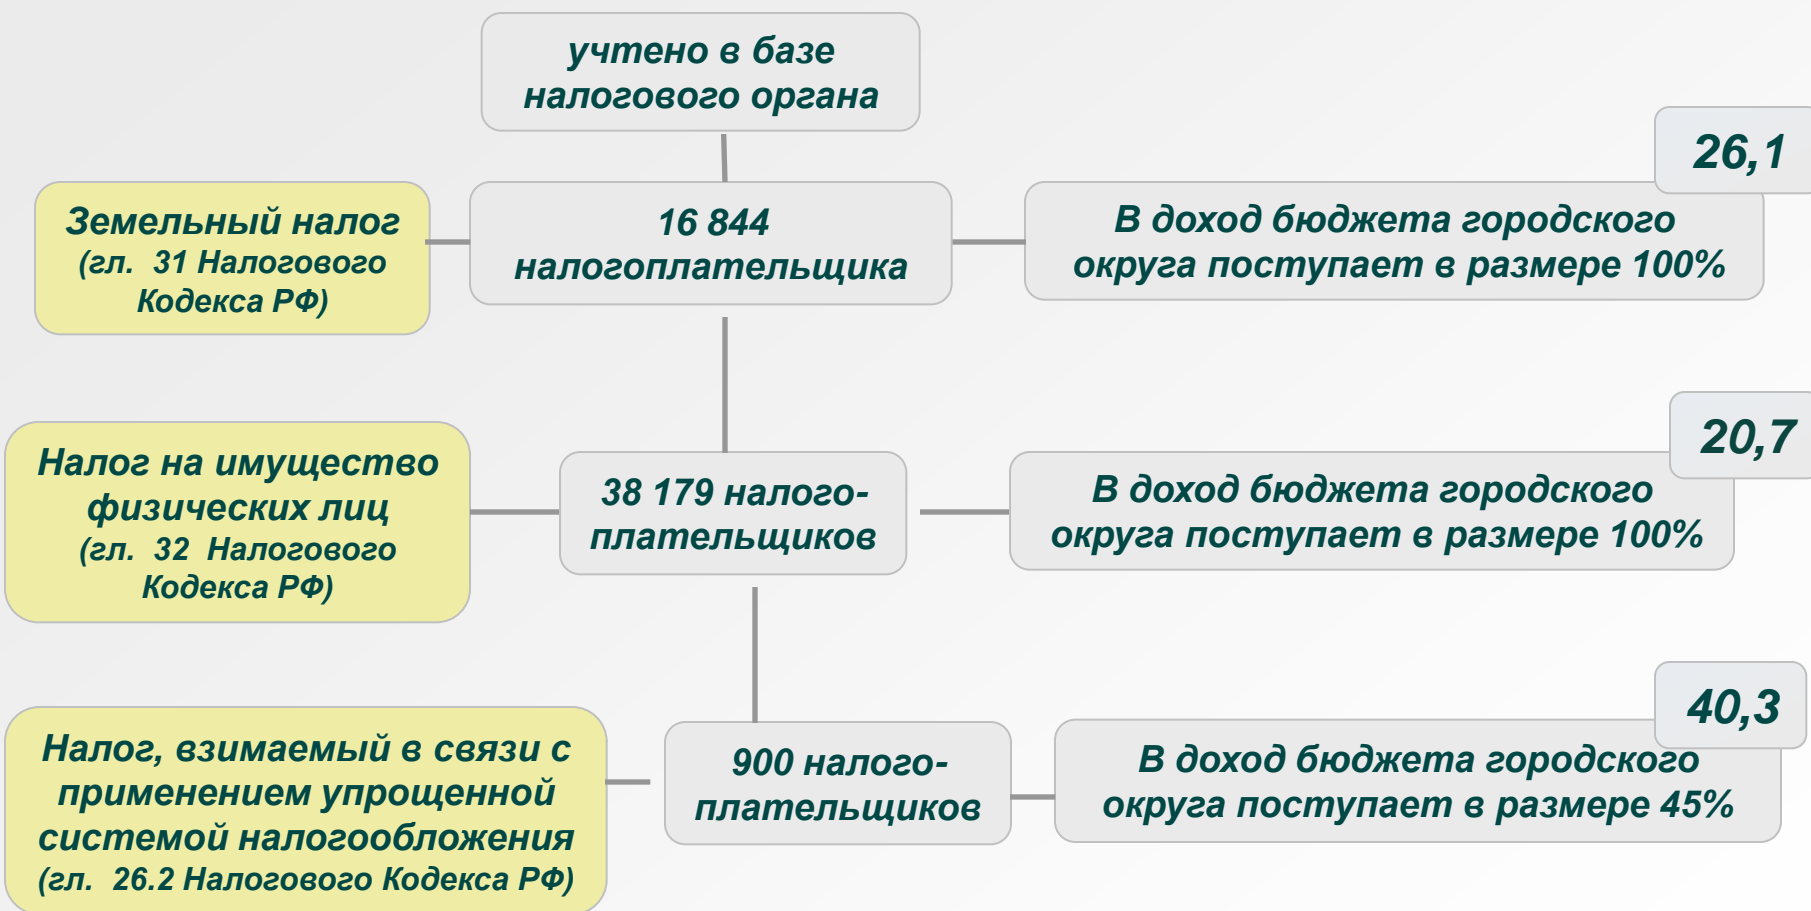 учтено в базе
налогового органа
26,1
Земельный налог
(гл. 31 Налогового
Кодекса РФ)
16 844
налогоплательщика
В доход бюджета городского
округа поступает в размере 100%
20,7
Налог на имущество
физических лиц
(гл. 32 Налогового
Кодекса РФ)
38 179 налого-
плательщиков
В доход бюджета городского
округа поступает в размере 100%
40,3
Налог, взимаемый в связи с
применением упрощенной
системой налогообложения
(гл. 26.2 Налогового Кодекса РФ)
900 налого-
плательщиков
В доход бюджета городского
округа поступает в размере 45%